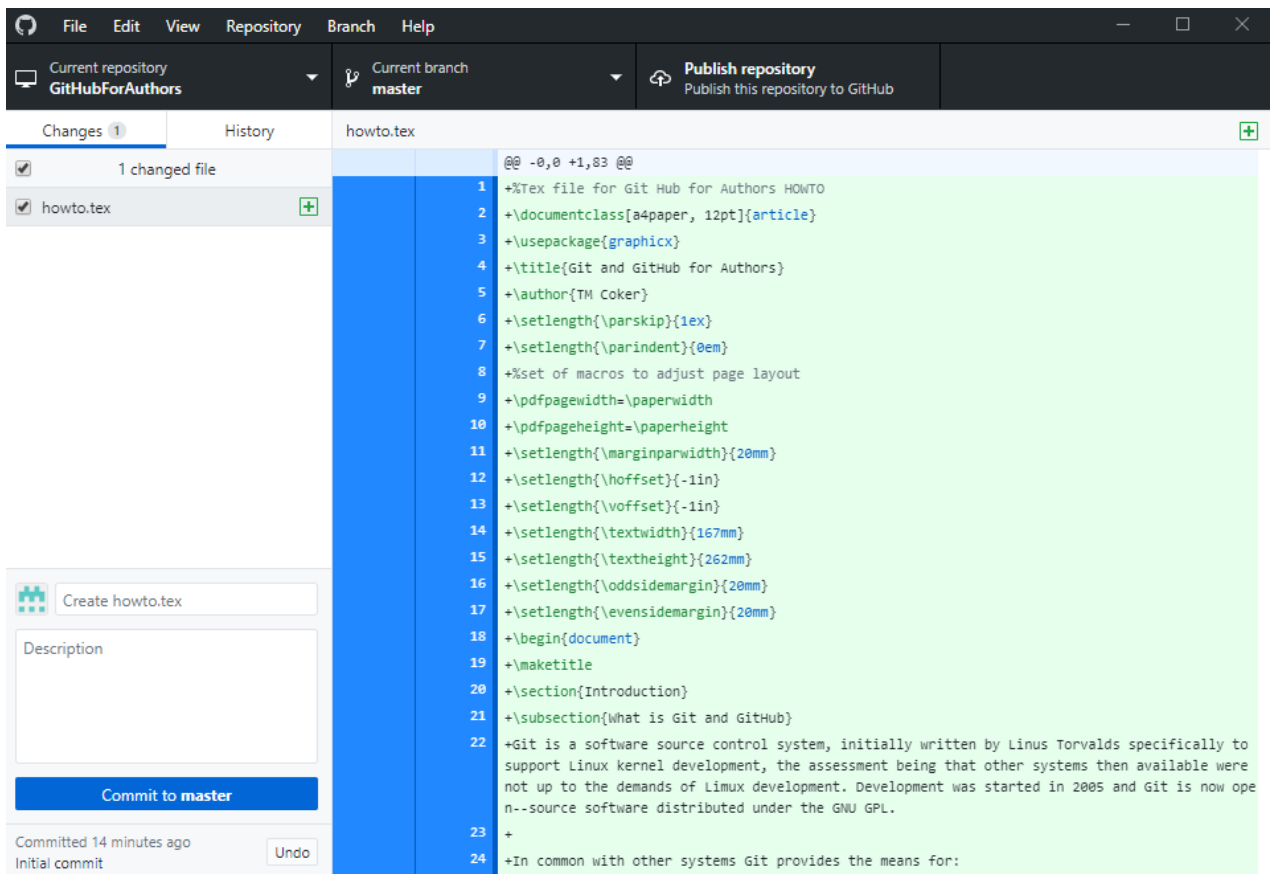 File Edit View Repository Branch Help
Current repository
GitHubForAuthors
Current branch
master
Publish repository
Publish this repository to GitHub
Changes 1 History
howto.tex
1 changed file
howto.tex
@@ -0,0 +1,83 @@
1 +%Tex file for Git Hub for Authors HOWTO
2 +\documentclass[a4paper, 12pt]{article}
3 +\usepackage{graphicx}
4 +\title{Git and GitHub for Authors}
5 +\author{TM Coker}
6 +\setlength{\parskip}{1ex}
7 +\setlength{\parindent}{0em}
8 +%set of macros to adjust page layout
9 +\pdfpagewidth=\paperwidth
10 +\pdfpageheight=\paperheight
11 +\setlength{\marginparwidth}{20mm}
12 +\setlength{\hoffset}{-1in}
13 +\setlength{\voffset}{-1in}
14 +\setlength{\textwidth}{167mm}
15 +\setlength{\textheight}{262mm}
16 +\setlength{\oddsidemargin}{20mm}
17 +\setlength{\evensidemargin}{20mm}
18 +\begin{document}
19 +\maketitle
20 +\section{Introduction}
21 +\subsection{What is Git and GitHub}
22 +Git is a software source control system, initially written by Linus Torvalds specifically to
support Linux kernel development, the assessment being that other systems then available were
not up to the demands of Limux development. Development was started in 2005 and Git is now ope
n--source software distributed under the GNU GPL.
23 +
24 +In common with other systems Git provides the means for:
Create howto.tex
Description
Commit to master
Committed 14 minutes ago
Initial commit
Undo